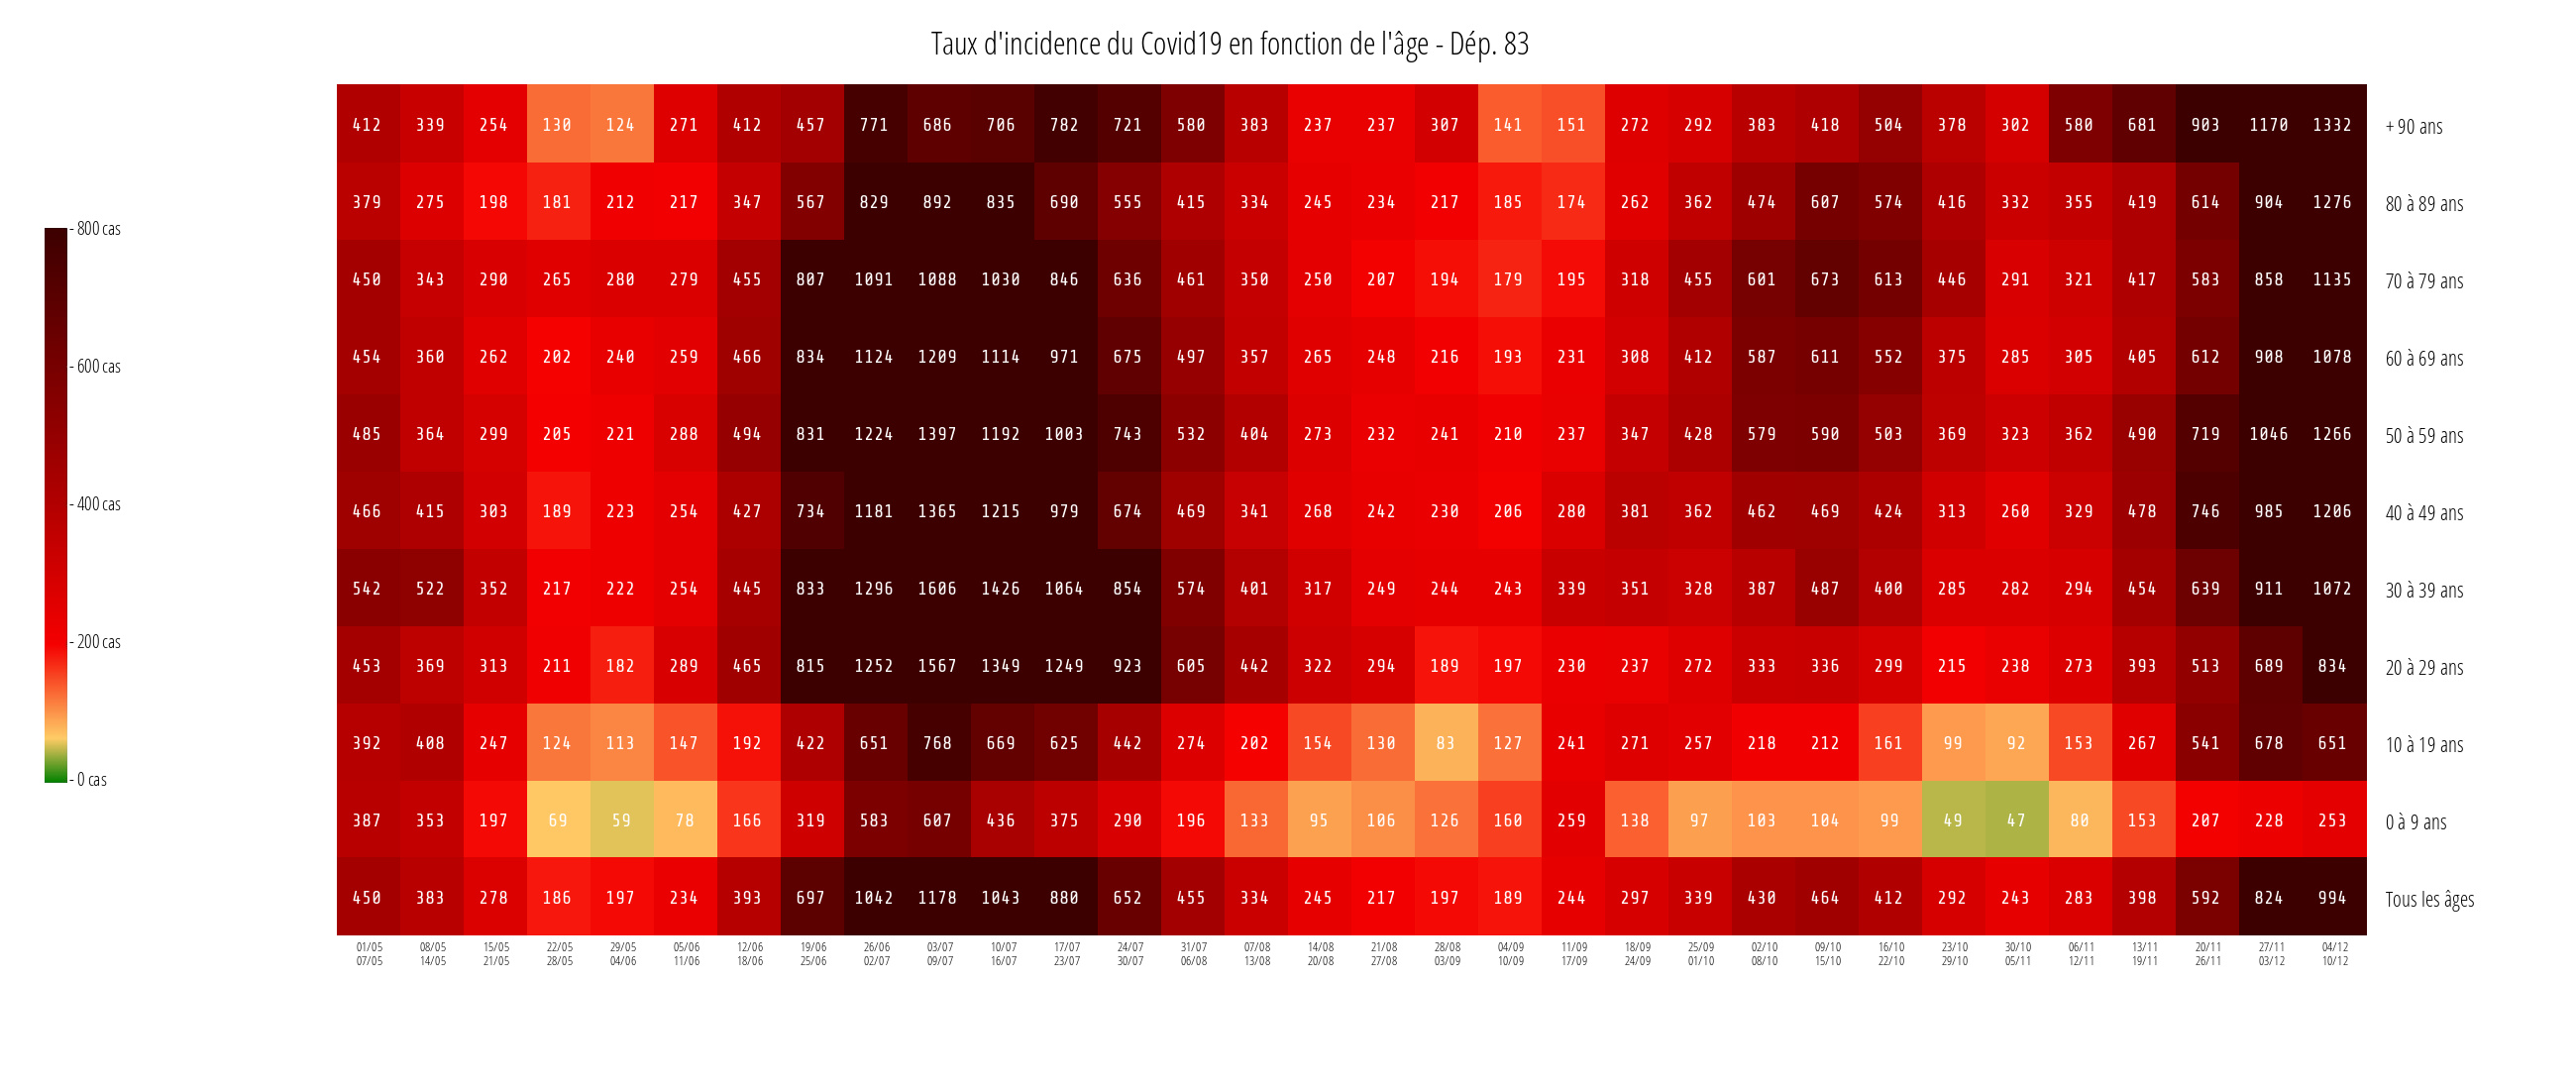 Taux d'incidence du Covid19 en fonction de l'âge - Dép. 83
- 800 cas
- 600 cas
- 400 cas
- 200 cas
- 0 cas
412 339 254 130 124 271 412 457 771 686 706 782 721 580 383 237 237 307 141 151 272 292 383 418 504 378 302 580 681 903 1170 1332 + 90 ans
379 275 198 181 212 217 347 567 829 892 835 690 555 415 334 245 234 217 185 174 262 362 474 607 574 416 332 355 419 614 904 1276 80 à 89 ans
450 343 290 265 280 279 455 807 1091 1088 1030 846 636 461 350 250 207 194 179 195 318 455 601 673 613 446 291 321 417 583 858 1135 70 à 79 ans
454 360 262 202 240 259 466 834 1124 1209 1114 971 675 497 357 265 248 216 193 231 308 412 587 611 552 375 285 305 405 612 908 1078 60 à 69 ans
485 364 299 205 221 288 494 831 1224 1397 1192 1003 743 532 404 273 232 241 210 237 347 428 579 590 503 369 323 362 490 719 1046 1266 50 à 59 ans
466 415 303 189 223 254 427 734 1181 1365 1215 979 674 469 341 268 242 230 206 280 381 362 462 469 424 313 260 329 478 746 985 1206 40 à 49 ans
542 522 352 217 222 254 445 833 1296 1606 1426 1064 854 574 401 317 249 244 243 339 351 328 387 487 400 285 282 294 454 639 911 1072 30 à 39 ans
453 369 313 211 182 289 465 815 1252 1567 1349 1249 923 605 442 322 294 189 197 230 237 272 333 336 299 215 238 273 393 513 689 834 20 à 29 ans
392 408 247 124 113 147 192 422 651 768 669 625 442 274 202 154 130 83 127 241 271 257 218 212 161 99 92 153 267 541 678 651 10 à 19 ans
387 353 197 69 59 78 166 319 583 607 436 375 290 196 133 95 106 126 160 259 138 97 103 104 99 49 47 80 153 207 228 253 0 à 9 ans
450 383 278 186 197 234 393 697 1042 1178 1043 880 652 455 334 245 217 197 189 244 297 339 430 464 412 292 243 283 398 592 824 994 Tous les âges
01/05 08/05 15/05 22/05 29/05 05/06 12/06 19/06 26/06 03/07 10/07 17/07 24/07 31/07 07/08 14/08 21/08 28/08 04/09 11/09 18/09 25/09 02/10 09/10 16/10 23/10 30/10 06/11 13/11 20/11 27/11 04/12
07/05 14/05 21/05 28/05 04/06 11/06 18/06 25/06 02/07 09/07 16/07 23/07 30/07 06/08 13/08 20/08 27/08 03/09 10/09 17/09 24/09 01/10 08/10 15/10 22/10 29/10 05/11 12/11 19/11 26/11 03/12 10/12